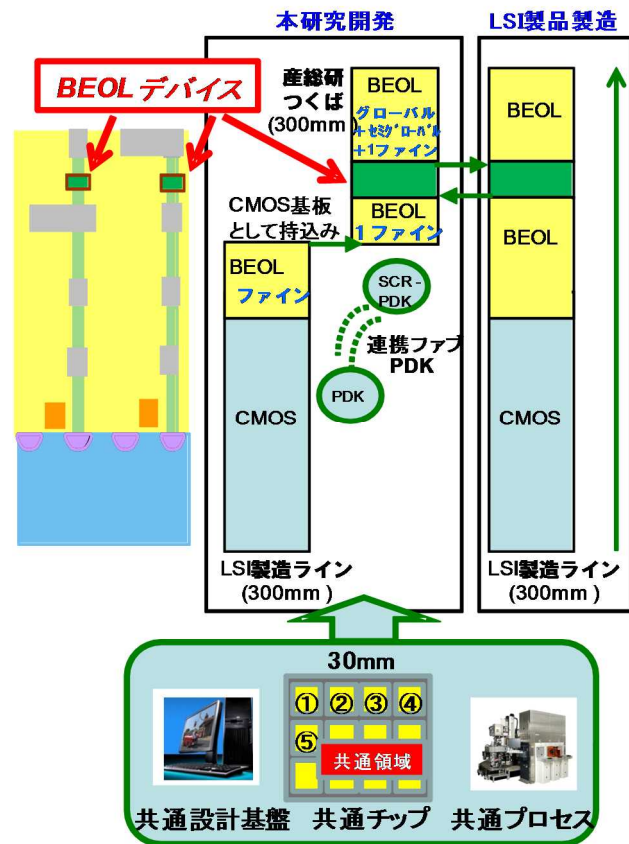 本研究開発
LSI製品製造
BEOLデバイス
産総研
つくば
(300mm)
BEOL
グローバル
+セミグローバル
+1ファイン
BEOL
CMOS基板
として持込み
BEOL
1ファイン
BEOL
ファイン
BEOL
SCR-
PDK
連携ファブ
PDK
PDK
CMOS
CMOS
LSI製造ライン
(300mm)
LSI製造ライン
(300mm)
30mm
① ② ③ ④
⑤
共通領域
共通設計基盤
共通チップ
共通プロセス